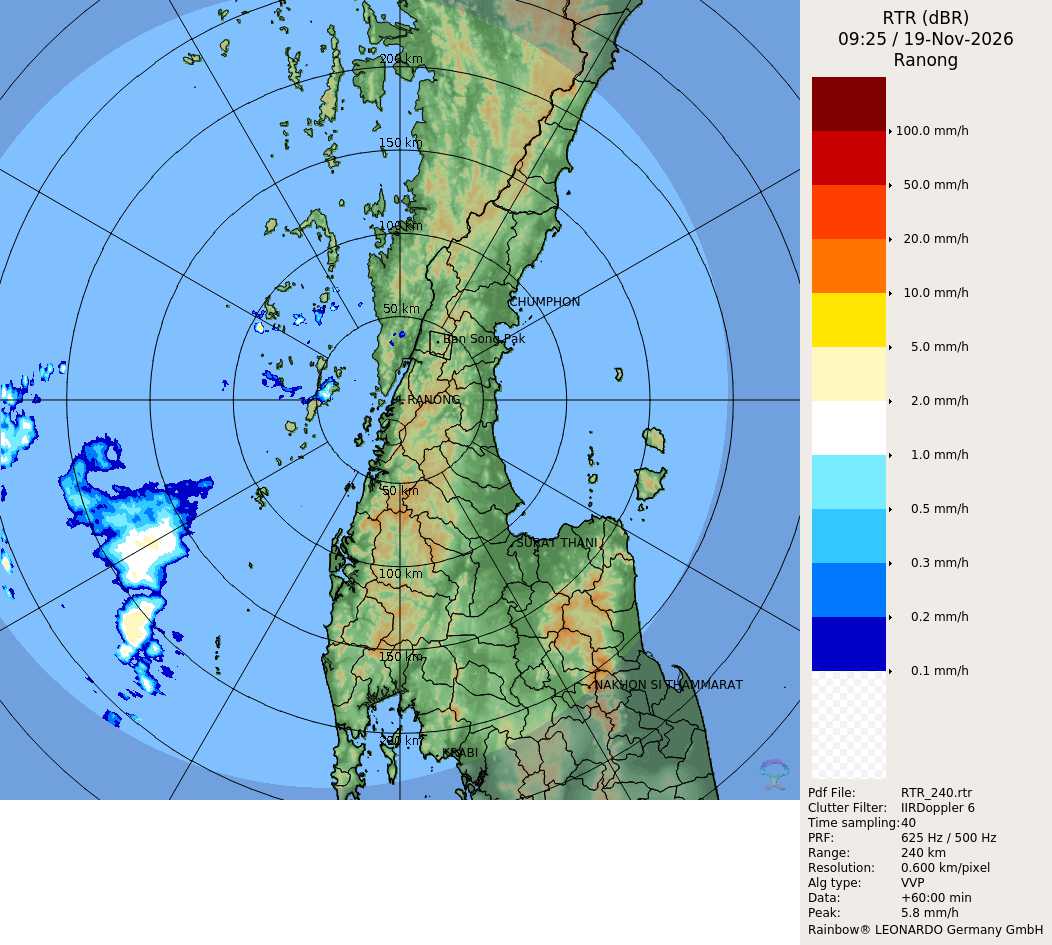 RTR (dBR)
09:25 / 19-Nov-2026
Ranong
200 km
150 km
100 km
50 km
CHUMPHON
Ban Song Pak
RANONG
50 km
SURAT THANI
100 km
150 km
NAKHON SI THAMMARAT
200 km
KRABI
100.0 mm/h
50.0 mm/h
20.0 mm/h
10.0 mm/h
5.0 mm/h
2.0 mm/h
1.0 mm/h
0.5 mm/h
0.3 mm/h
0.2 mm/h
0.1 mm/h
Pdf File: RTR_240.rtr
Clutter Filter: IIRDoppler 6
Time sampling: 40
PRF: 625 Hz / 500 Hz
Range: 240 km
Resolution: 0.600 km/pixel
Alg type: VVP
Data: +60:00 min
Peak: 5.8 mm/h
Rainbow® LEONARDO Germany GmbH